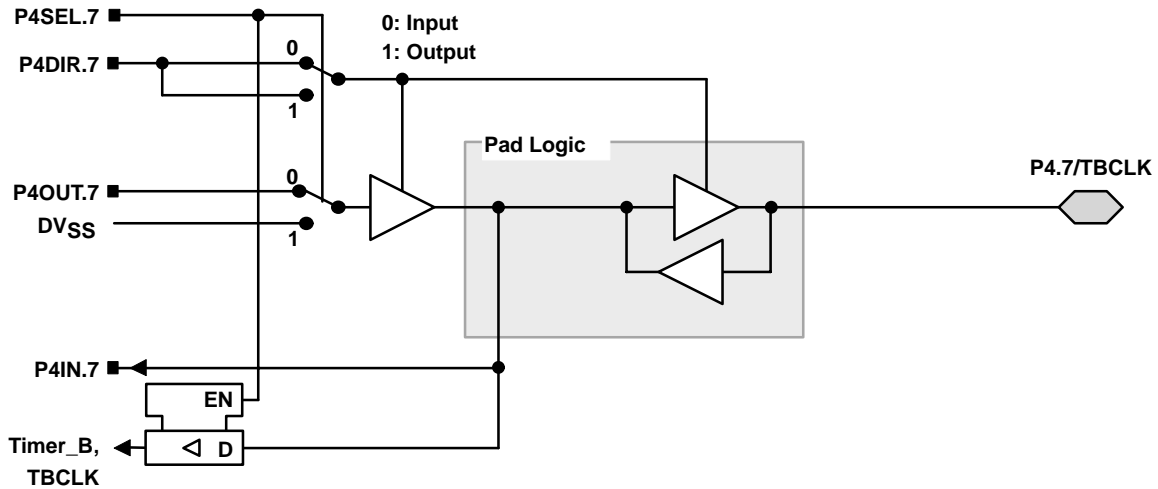 P4SEL.7
0: Input
1: Output
P4DIR.7
0
1
Pad Logic
P4.7/TBCLK
P4OUT.7
0
DVSS
1
P4IN.7
EN
Timer_B,
D
TBCLK